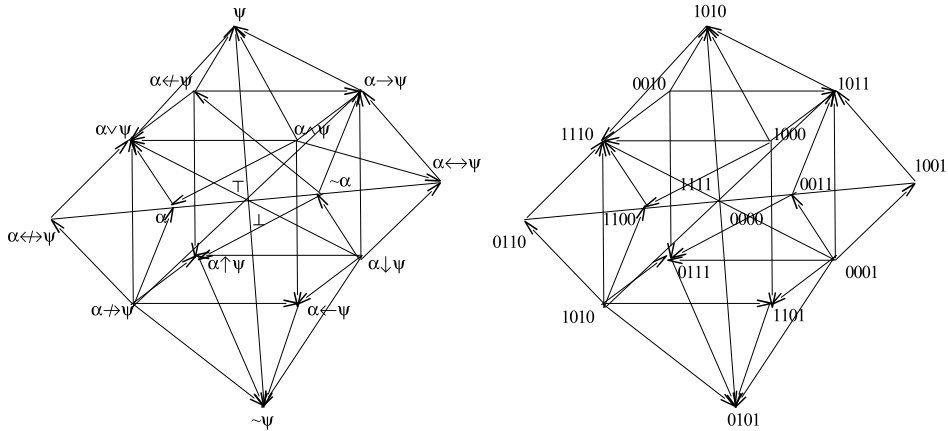 ψ
α↚ψ α→ψ
α∨ψ α∧ψ
α↔ψ
⊤ ~α
α ⊥
α↮ψ
α↑ψ α↓ψ
α↛ψ α←ψ
~ψ
1010
0010 1011
1110 1000
1001
1111 0011
1100 0000
0110
0111 0001
1010 1101
0101